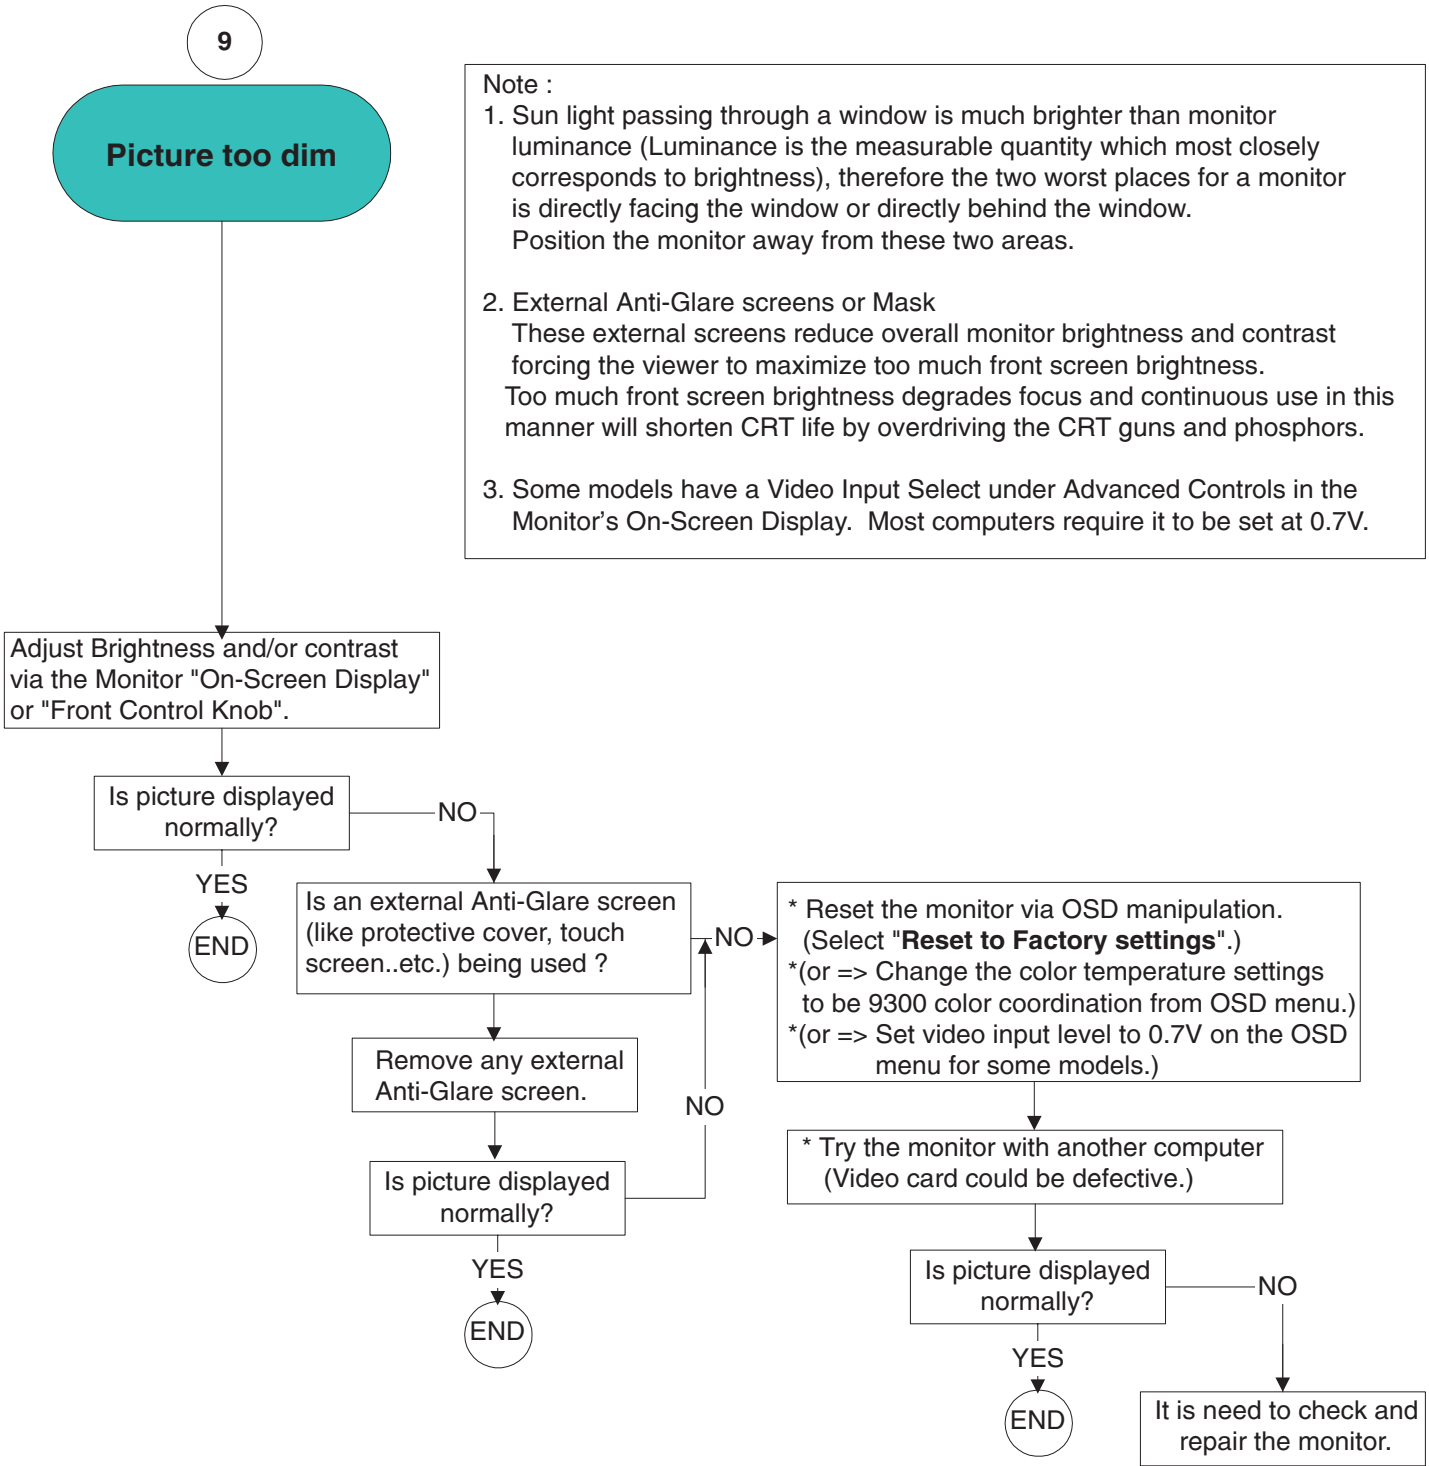 9
Picture too dim
Note :
1. Sun light passing through a window is much brighter than monitor
luminance (Luminance is the measurable quantity which most closely
corresponds to brightness), therefore the two worst places for a monitor
is directly facing the window or directly behind the window.
Position the monitor away from these two areas.
2. External Anti-Glare screens or Mask
These external screens reduce overall monitor brightness and contrast
forcing the viewer to maximize too much front screen brightness.
Too much front screen brightness degrades focus and continuous use in this
manner will shorten CRT life by overdriving the CRT guns and phosphors.
3. Some models have a Video Input Select under Advanced Controls in the
Monitor's On-Screen Display.  Most computers require it to be set at 0.7V.
Adjust Brightness and/or contrast
via the Monitor "On-Screen Display"
or "Front Control Knob".
Is picture displayed
normally?
NO
YES
END
Is an external Anti-Glare screen
(like protective cover, touch
screen..etc.) being used ?
NO
Remove any external
Anti-Glare screen.
NO
Is picture displayed
normally?
YES
END
* Reset the monitor via OSD manipulation.
(Select "Reset to Factory settings".)
*(or => Change the color temperature settings
to be 9300 color coordination from OSD menu.)
*(or => Set video input level to 0.7V on the OSD
menu for some models.)
* Try the monitor with another computer
(Video card could be defective.)
Is picture displayed
normally?
NO
YES
END
It is need to check and
repair the monitor.